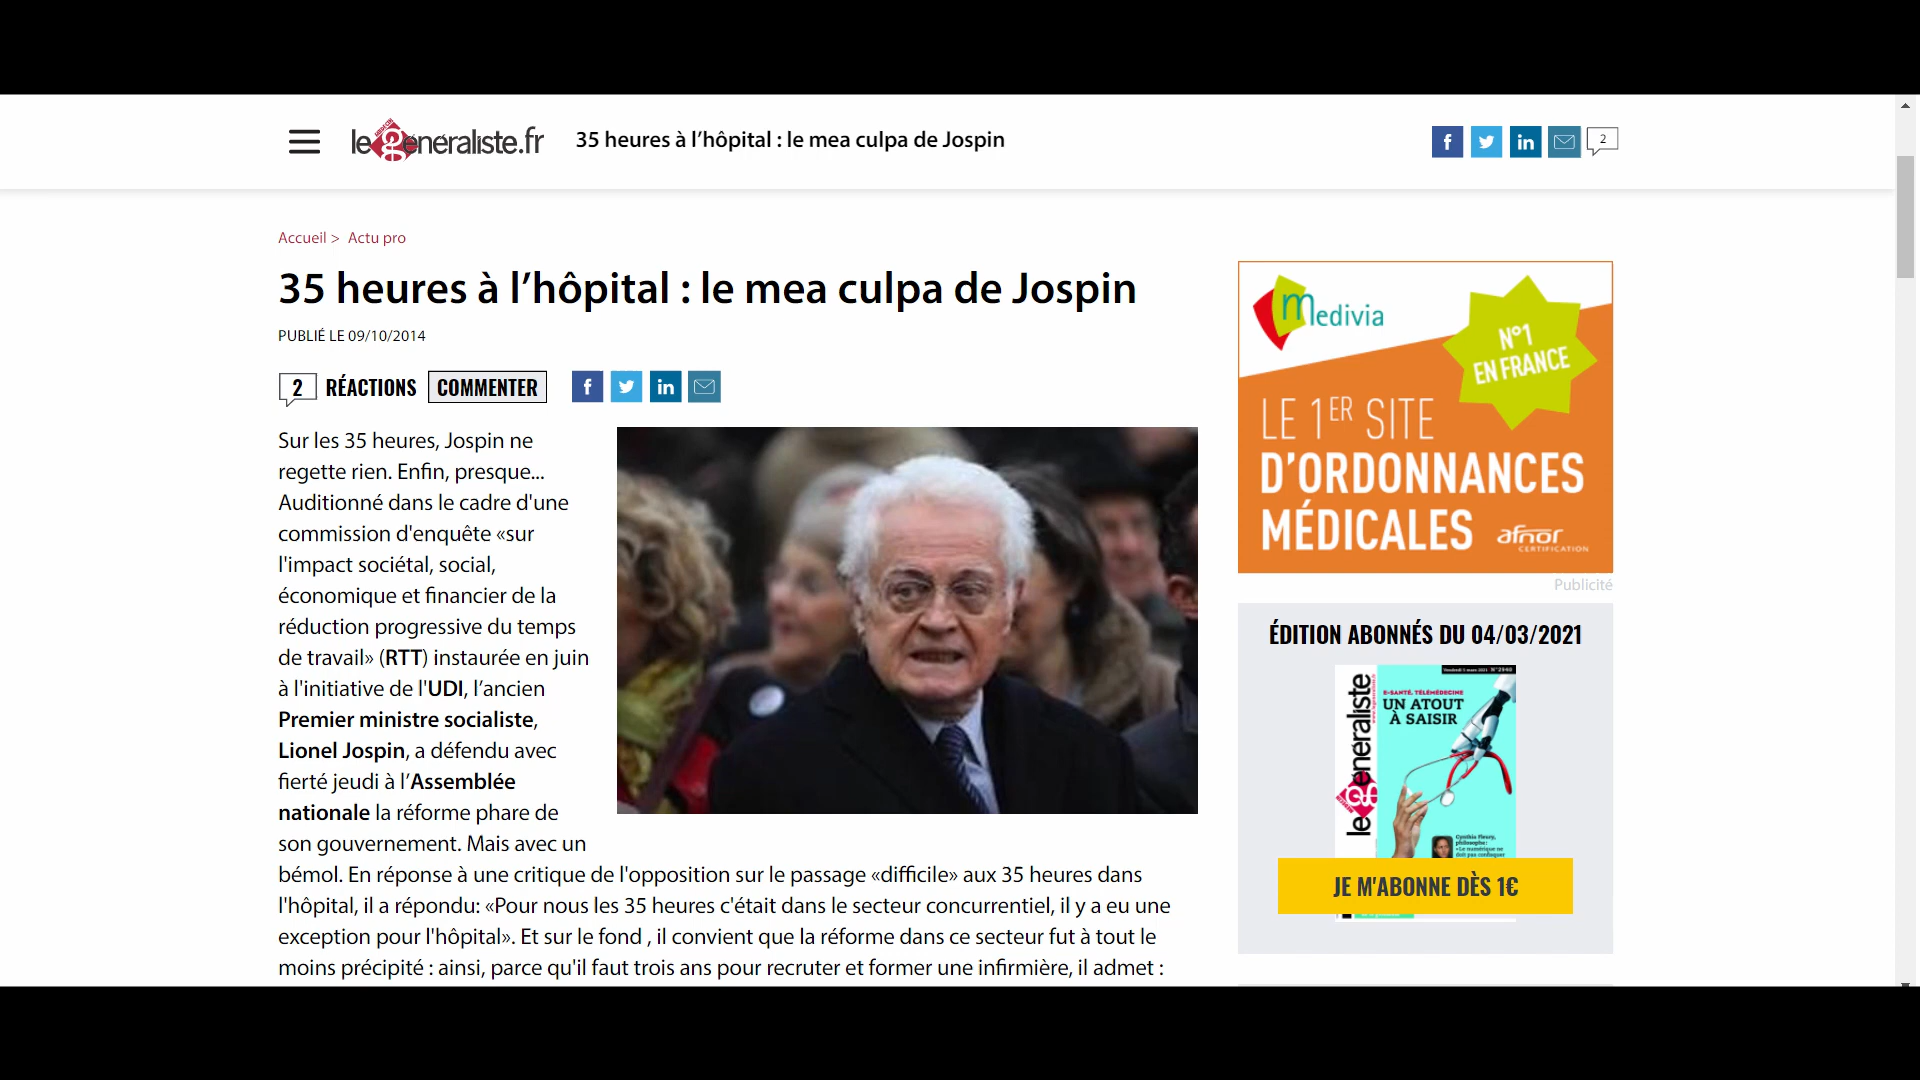 legénéraliste.fr
35 heures à l’hôpital : le mea culpa de Jospin
2
Accueil > Actu pro
35 heures à l’hôpital : le mea culpa de Jospin
PUBLIÉ LE 09/10/2014
2 RÉACTIONS COMMENTER
Sur les 35 heures, Jospin ne
regette rien. Enfin, presque...
Auditionné dans le cadre d'une
commission d'enquête «sur
l'impact sociétal, social,
économique et financier de la
réduction progressive du temps
de travail» (RTT) instaurée en juin
à l'initiative de l'UDI, l’ancien
Premier ministre socialiste,
Lionel Jospin, a défendu avec
fierté jeudi à l’Assemblée
nationale la réforme phare de
son gouvernement. Mais avec un
bémol. En réponse à une critique de l'opposition sur le passage «difficile» aux 35 heures dans
l'hôpital, il a répondu: «Pour nous les 35 heures c'était dans le secteur concurrentiel, il y a eu une
exception pour l'hôpital». Et sur le fond , il convient que la réforme dans ce secteur fut à tout le
moins précipité : ainsi, parce qu'il faut trois ans pour recruter et former une infirmière, il admet :
Medivia
N°1
EN FRANCE
LE 1ER SITE
D'ORDONNANCES
MÉDICALES
afnor
CERTIFICATION
Publicité
ÉDITION ABONNÉS DU 04/03/2021
legénéraliste
E-SANTÉ, TÉLÉMÉDECINE
UN ATOUT
À SAISIR
Cynthia Fleury,
philosophe :
JE M'ABONNE DÈS 1€